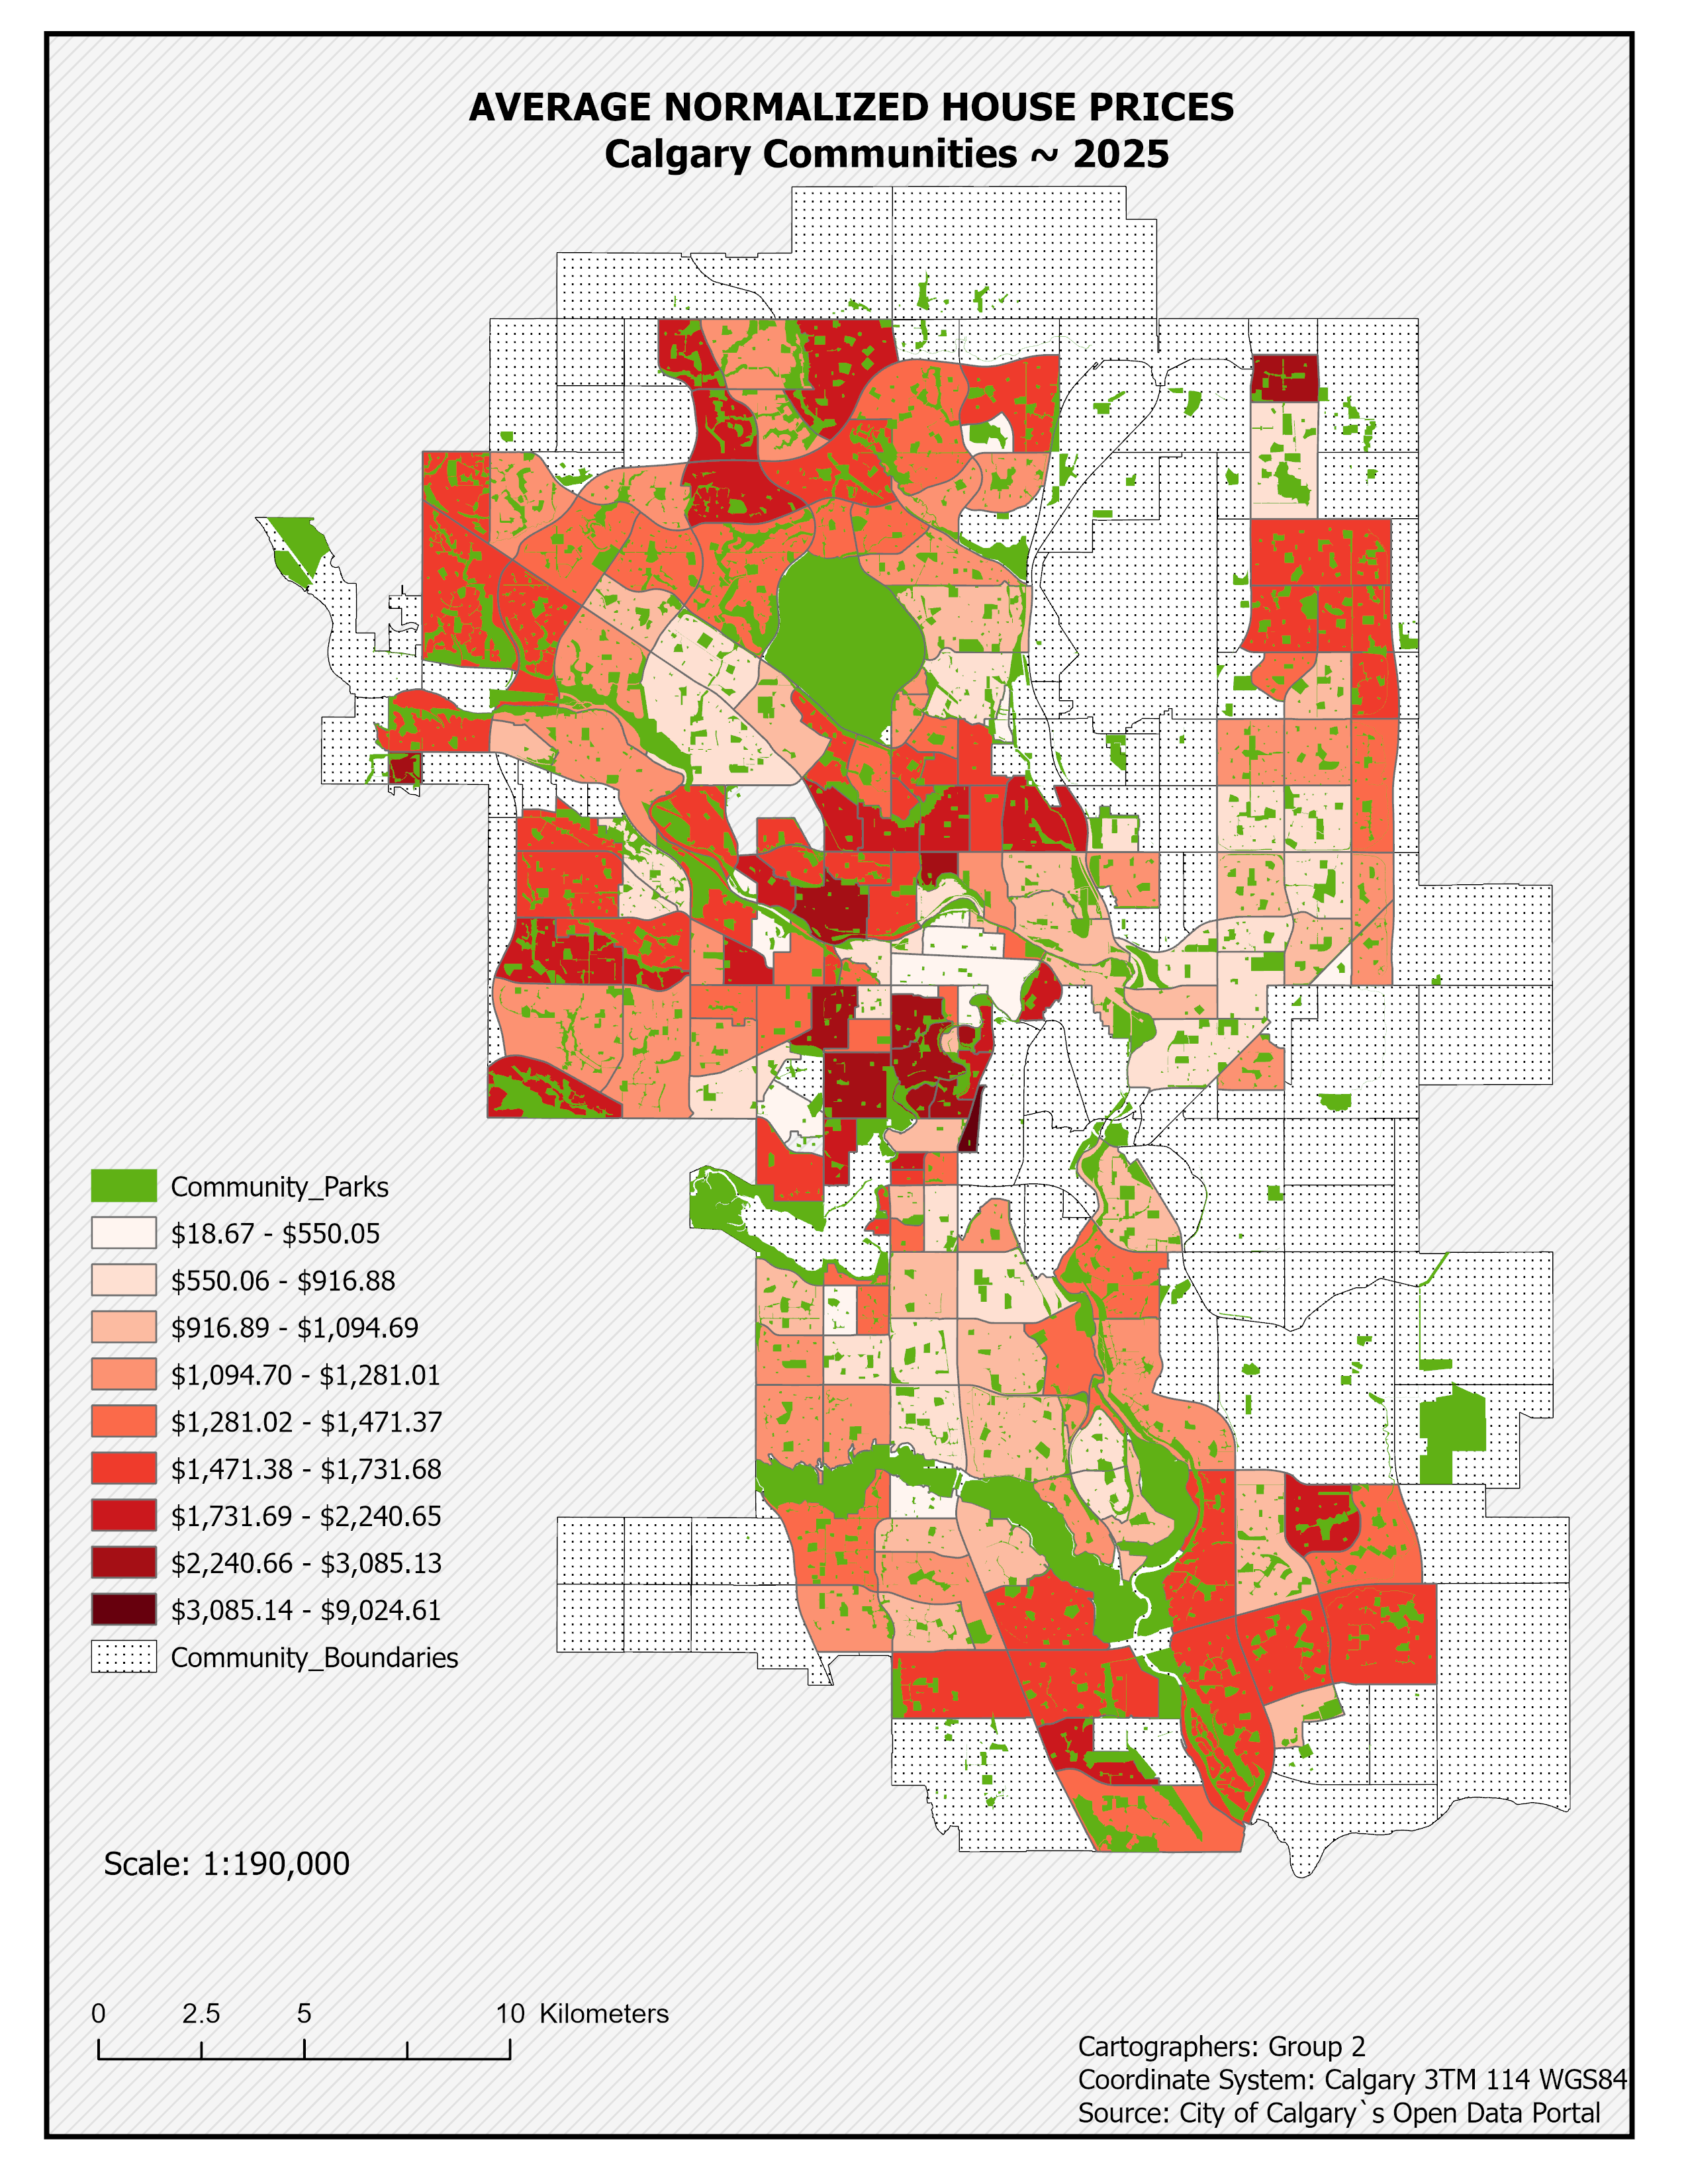 AVERAGE NORMALIZED HOUSE PRICES
Calgary Communities ~ 2025
Community_Parks
$18.67 - $550.05
$550.06 - $916.88
$916.89 - $1,094.69
$1,094.70 - $1,281.01
$1,281.02 - $1,471.37
$1,471.38 - $1,731.68
$1,731.69 - $2,240.65
$2,240.66 - $3,085.13
$3,085.14 - $9,024.61
Community_Boundaries
Scale: 1:190,000
0 2.5 5 10 Kilometers
Cartographers: Group 2
Coordinate System: Calgary 3TM 114 WGS84
Source: City of Calgary`s Open Data Portal